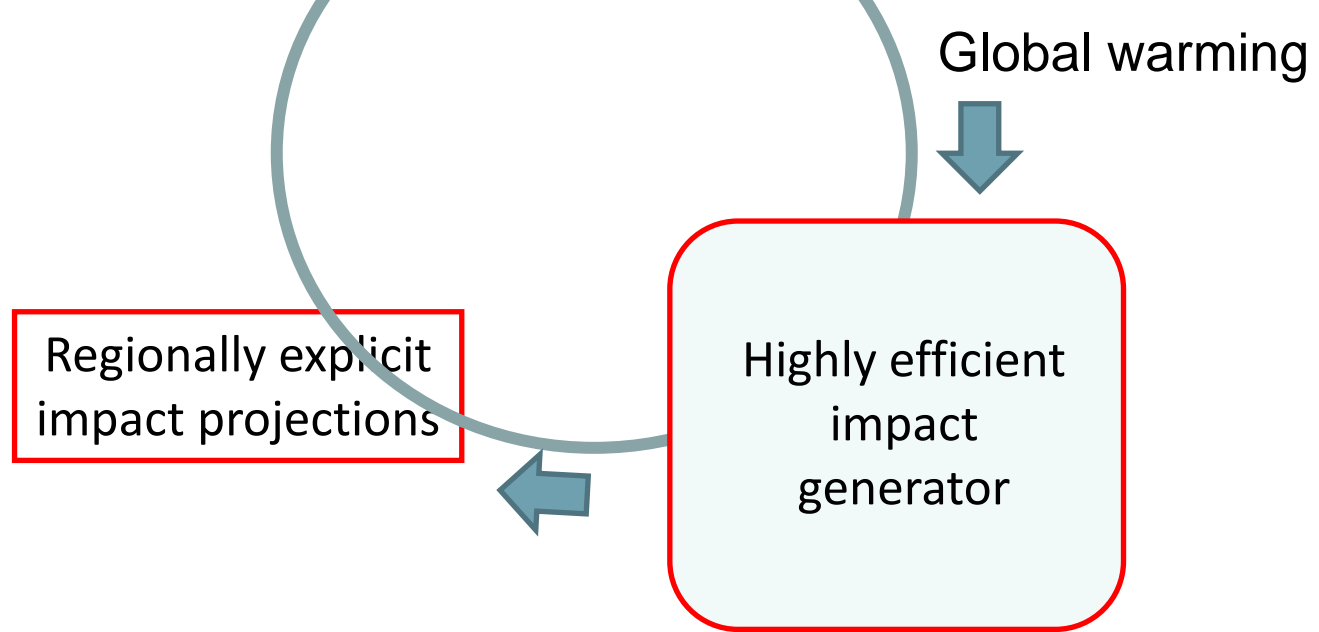 Global warming
Regionally explicit
impact projections
Highly efficient
impact
generator